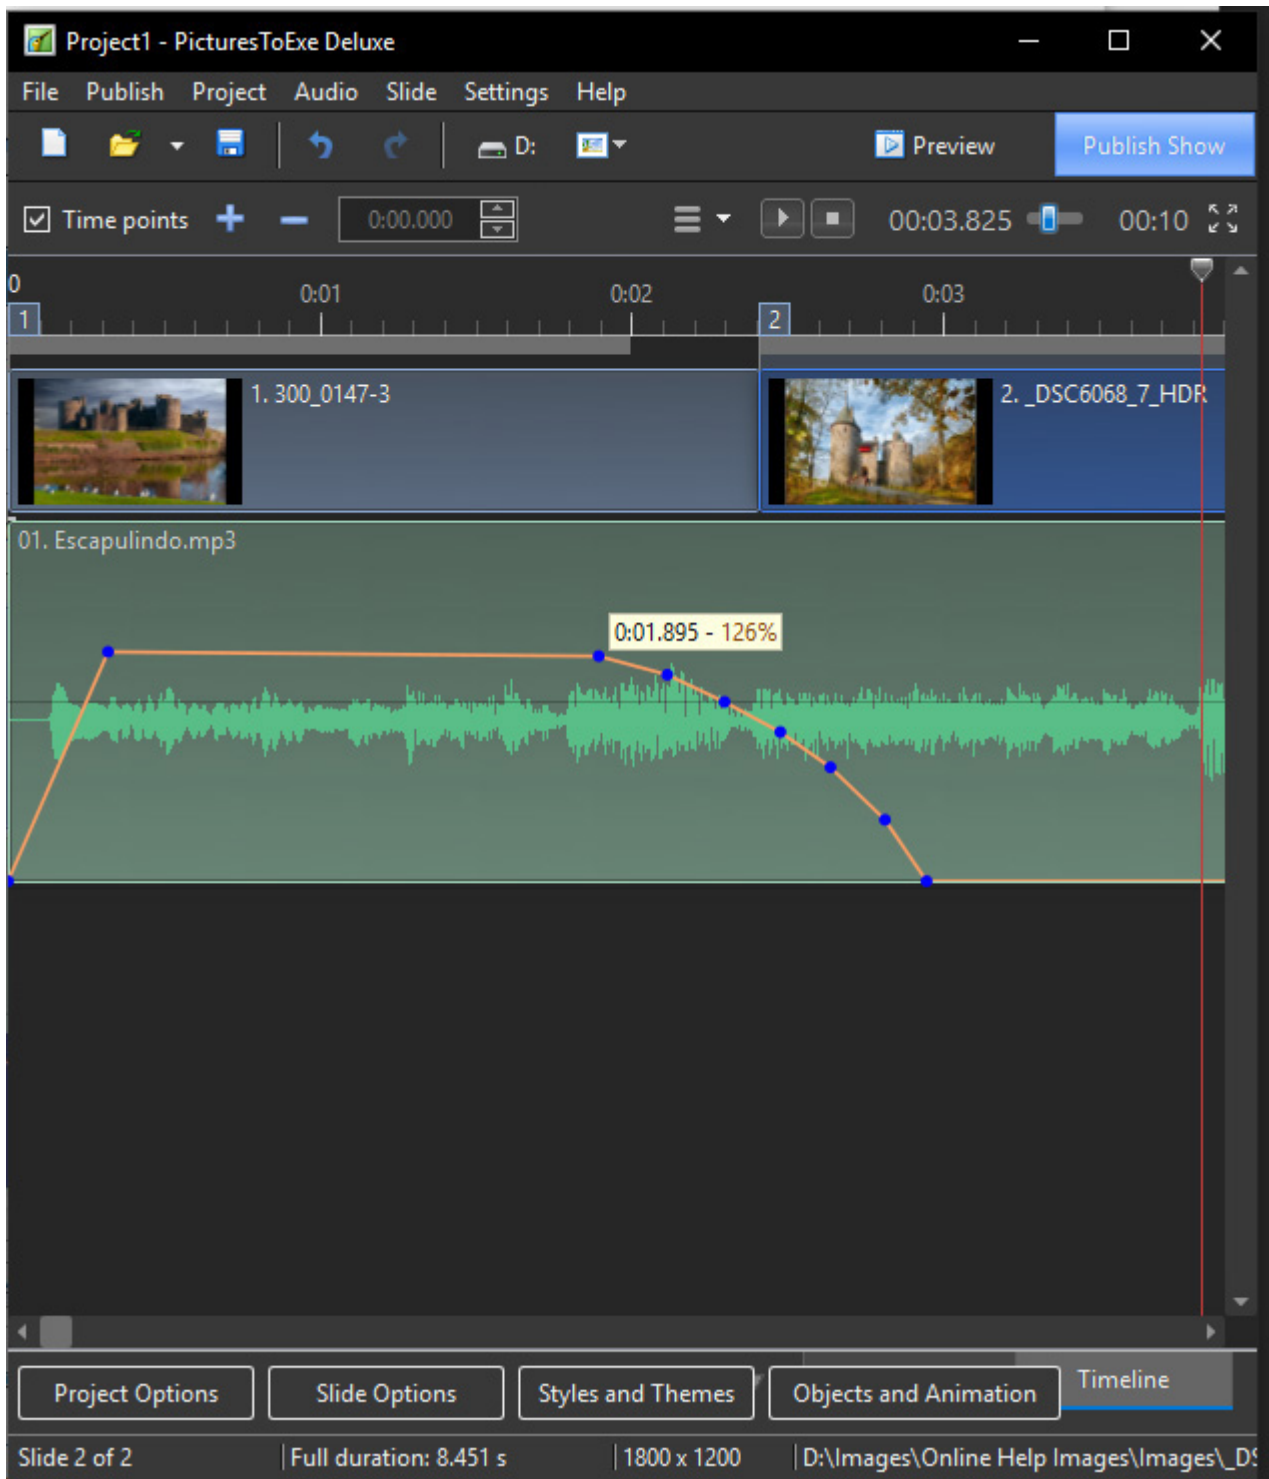 Project1 - PicturesToExe Deluxe
File Publish Project Audio Slide Settings Help
D: Preview Publish Show
Time points 0:00.000 00:03.825 00:10
0 0:01 0:02 0:03
1 2
1. 300_0147-3 2. _DSC6068_7_HDR
01. Escapulindo.mp3
0:01.895 - 126%
Project Options Slide Options Styles and Themes Objects and Animation Timeline
Slide 2 of 2 Full duration: 8.451 s 1800 x 1200 D:\Images\Online Help Images\Images\_DS